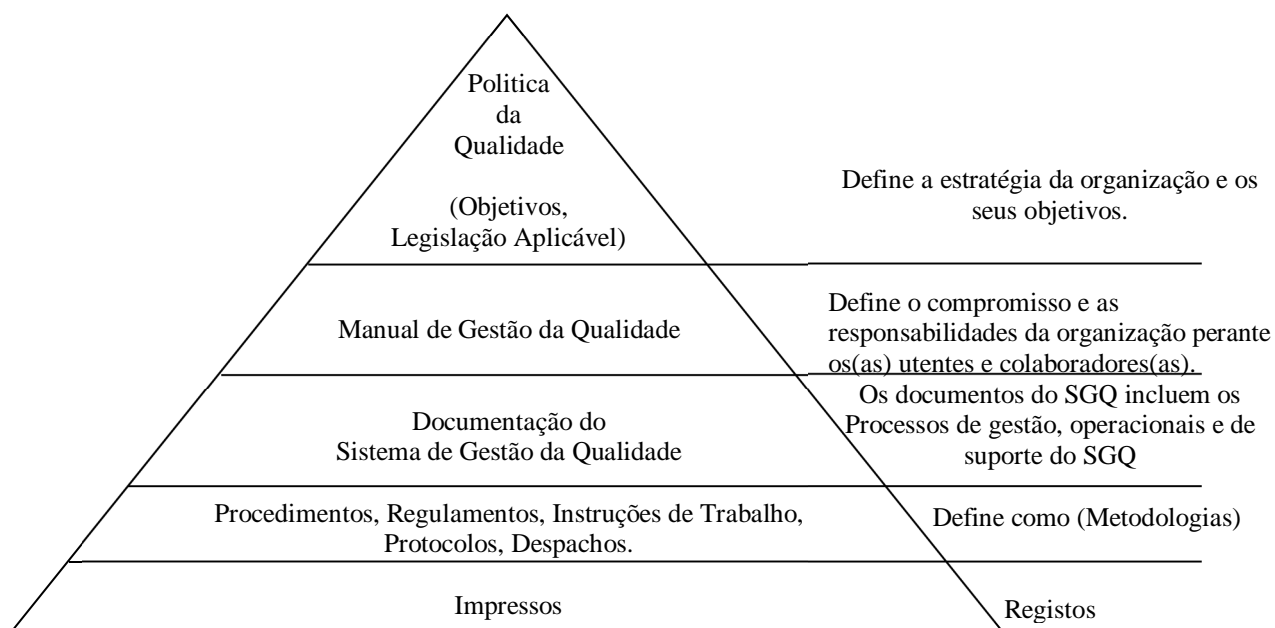 Politica
da
Qualidade
(Objetivos,
Legislação Aplicável)
Define a estratégia da organização e os
seus objetivos.
Manual de Gestão da Qualidade
Define o compromisso e as
responsabilidades da organização perante
os(as) utentes e colaboradores(as).
Documentação do
Sistema de Gestão da Qualidade
Os documentos do SGQ incluem os
Processos de gestão, operacionais e de
suporte do SGQ
Procedimentos, Regulamentos, Instruções de Trabalho,
Protocolos, Despachos.
Define como (Metodologias)
Impressos
Registos